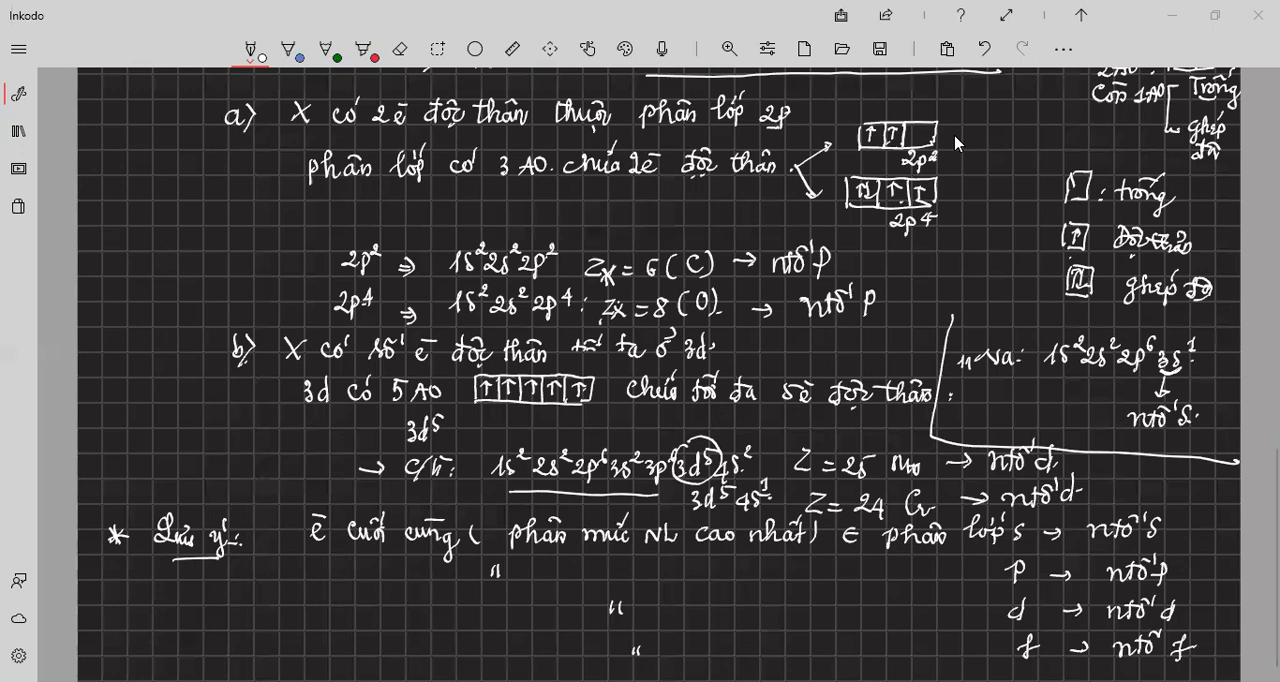 Inkodo
2AO:
Còn 1AO Trống
ghép đôi
a) X có 2ē độc thân thuộc phân lớp 2p
↑ ↑
2p²
phân lớp có 3 AO. chứa 2ē độc thân.
↑↓ ↑ ↑
2p⁴
□ : trống
↑ Độc thân
↑↓ ghép đôi
2p² ⇒ 1s²2s²2p² Zx = 6 (C) → ntố p
2p⁴ ⇒ 1s²2s²2p⁴: Zx = 8 (O). → ntố p
b) X có số ē độc thân tối đa ở 3d.
₁₁Na: 1s²2s²2p⁶3s¹
↓
ntố s.
3d có 5 AO ↑ ↑ ↑ ↑ ↑ chứa tối đa 5ē độc thân.
3d⁵
→ c/h: 1s²2s²2p⁶3s²3p⁶3d⁵4s² Z = 25 Mn → ntố d.
3d⁵4s¹ Z = 24 Cr → ntố d
* Lưu ý: ē cuối cùng ( phân mức NL cao nhất) ∈ phân lớp s → ntố s
" p → ntố p
" d → ntố d
" f → ntố f